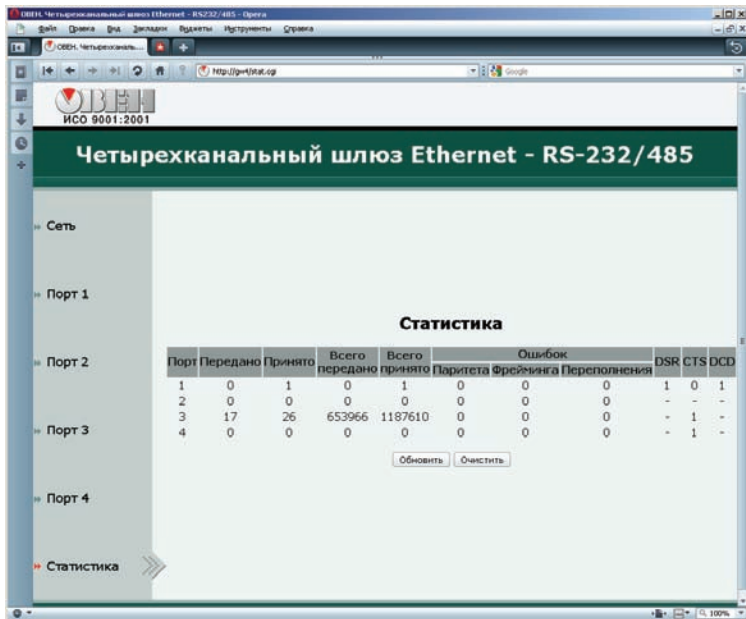 ОВЕН. Четырехканальный шлюз Ethernet - RS232/485 - Opera
Файл Правка Вид Закладки Виджеты Инструменты Справка
ОВЕН. Четырехканаль...
http://gw4/stat.cgi
Google
ОВЕН
ИСО 9001:2001
Четырехканальный шлюз Ethernet - RS-232/485
Сеть
Порт 1
Порт 2
Порт 3
Порт 4
Статистика
Статистика
Порт Передано Принято Всего передано Всего принято Ошибок DSR CTS DCD
Паритета Фрейминга Переполнения
1 0 1 0 1 0 0 0 1 0 1
2 0 0 0 0 0 0 0 - - -
3 17 26 653966 1187610 0 0 0 - 1 -
4 0 0 0 0 0 0 0 - 1 -
Обновить Очистить
100%